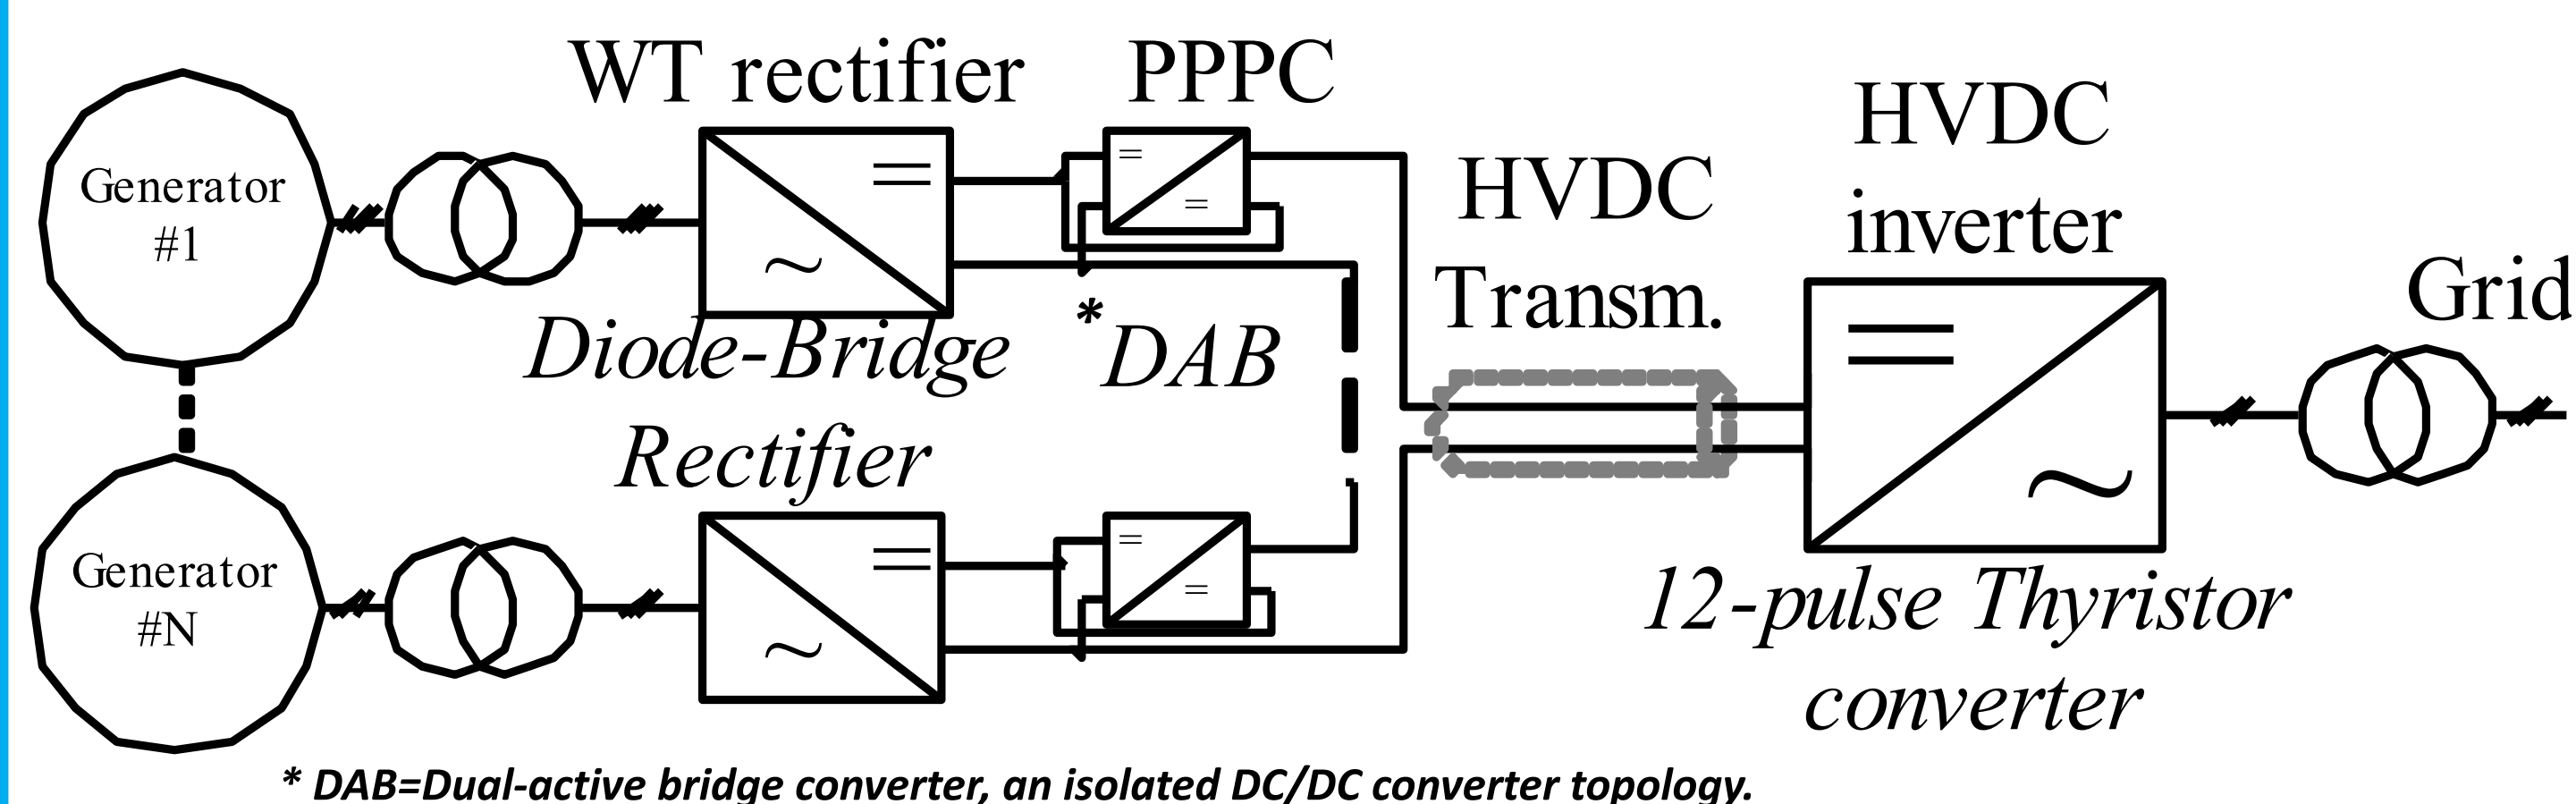 WT rectifier
PPPC
HVDC
inverter
Generator
#1
=
~
=
=
HVDC
Transm.
Grid
Diode-Bridge
Rectifier
*DAB
=
~
Generator
#N
=
~
=
=
12-pulse Thyristor
converter
* DAB=Dual-active bridge converter, an isolated DC/DC converter topology.